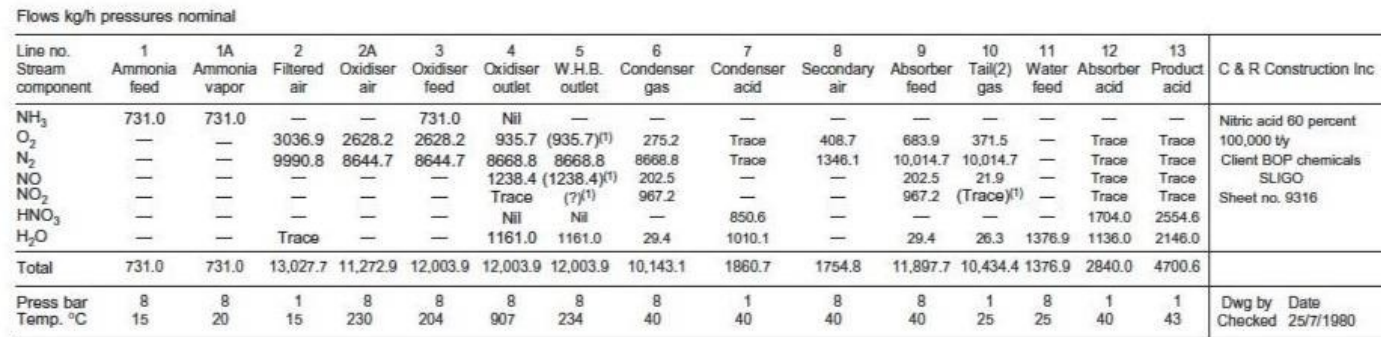 Flows kg/h pressures nominal
Line no. 1 1A 2 2A 3 4 5 6 7 8 9 10 11 12 13
Stream Ammonia Ammonia Filtered Oxidiser Oxidiser Oxidiser W.H.B. Condenser Condenser Secondary Absorber Tail(2) Water Absorber Product C & R Construction Inc
component feed vapor air air feed outlet outlet gas acid air feed gas feed acid acid
NH3 731.0 731.0 — — 731.0 Nil — — — — — — — — — Nitric acid 60 percent
O2 — — 3036.9 2628.2 2628.2 935.7 (935.7)(1) 275.2 Trace 408.7 683.9 371.5 — Trace Trace 100,000 t/y
N2 — — 9990.8 8644.7 8644.7 8668.8 8668.8 8668.8 Trace 1346.1 10,014.7 10,014.7 — Trace Trace Client BOP chemicals
NO — — — — 1238.4 (1238.4)(1) 202.5 — 202.5 21.9 — Trace Trace SLIGO
NO2 — — — — — Trace (?)(1) 967.2 — — 967.2 (Trace)(1) — Trace Trace Sheet no. 9316
HNO3 — — — — — Nil Nil — 850.6 — — — — 1704.0 2554.6
H2O — — Trace — — 1161.0 1161.0 29.4 1010.1 — 29.4 26.3 1376.9 1136.0 2146.0
Total 731.0 731.0 13,027.7 11,272.9 12,003.9 12,003.9 12,003.9 10,143.1 1860.7 1754.8 11,897.7 10,434.4 1376.9 2840.0 4700.6
Press bar 8 8 1 8 8 8 8 8 1 8 8 1 8 1 1 Dwg by Date
Temp. °C 15 20 15 230 204 907 234 40 40 40 40 25 25 40 43 Checked 25/7/1980